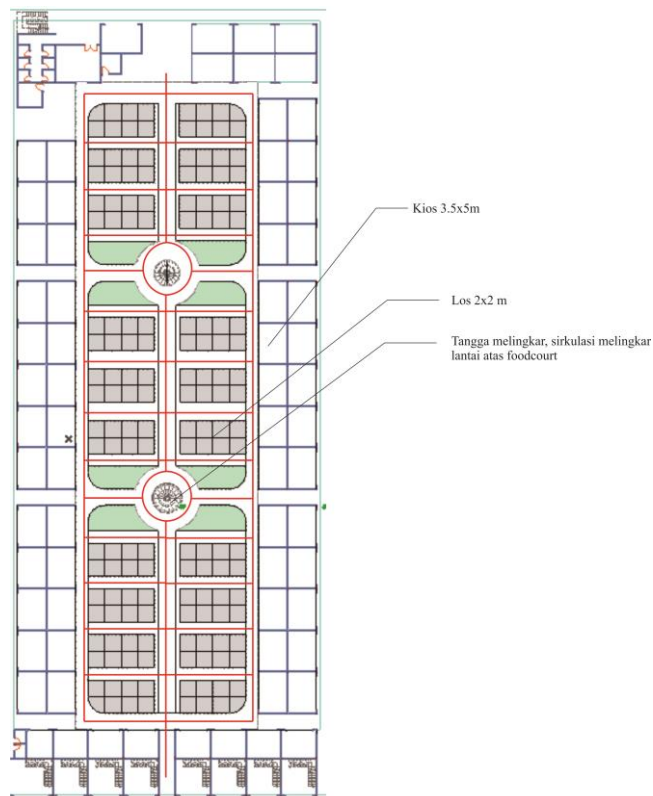 Kios 3.5x5m
Los 2x2 m
Tangga melingkar, sirkulasi melingkar
lantai atas foodcourt